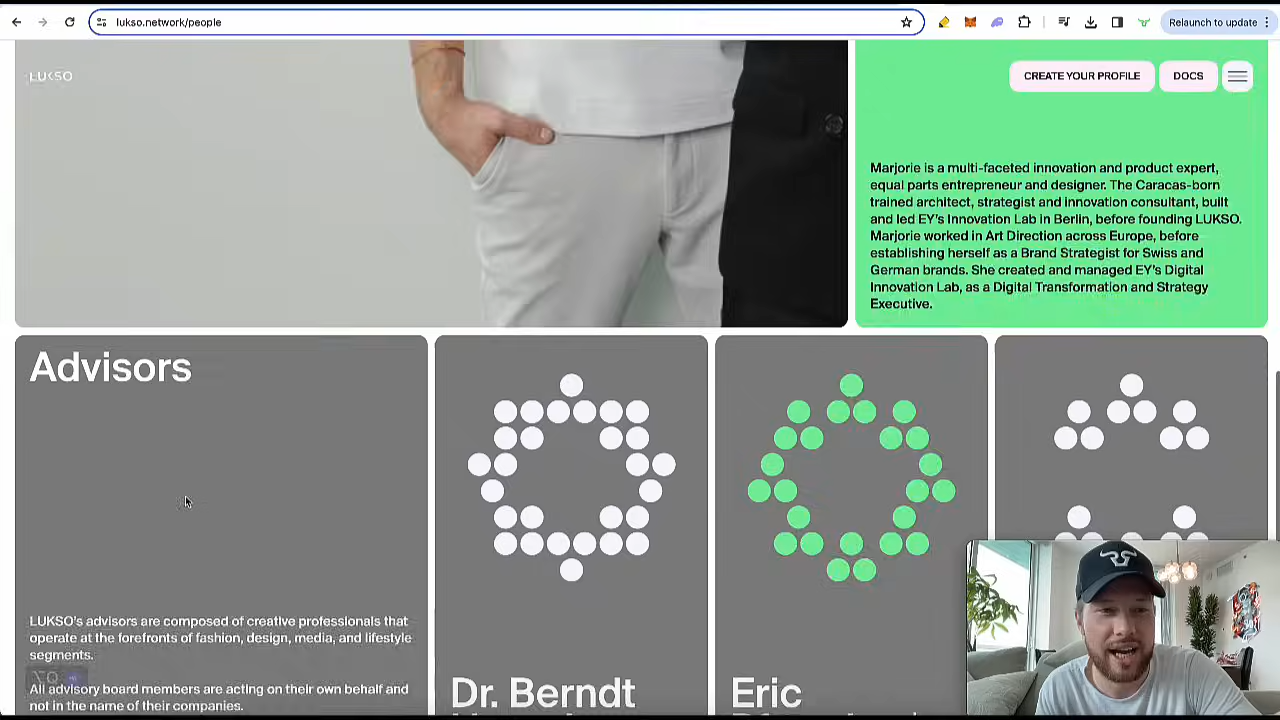 lukso.network/people
Relaunch to update
LUKSO
CREATE YOUR PROFILE
DOCS
Marjorie is a multi-faceted innovation and product expert,
equal parts entrepreneur and designer. The Caracas-born
trained architect, strategist and innovation consultant, built
and led EY's Innovation Lab in Berlin, before founding LUKSO.
Marjorie worked in Art Direction across Europe, before
establishing herself as a Brand Strategist for Swiss and
German brands. She created and managed EY's Digital
Innovation Lab, as a Digital Transformation and Strategy
Executive.
Advisors
LUKSO's advisors are composed of creative professionals that
operate at the forefronts of fashion, design, media, and lifestyle
segments.
All advisory board members are acting on their own behalf and
not in the name of their companies.
Dr. Berndt
Eric